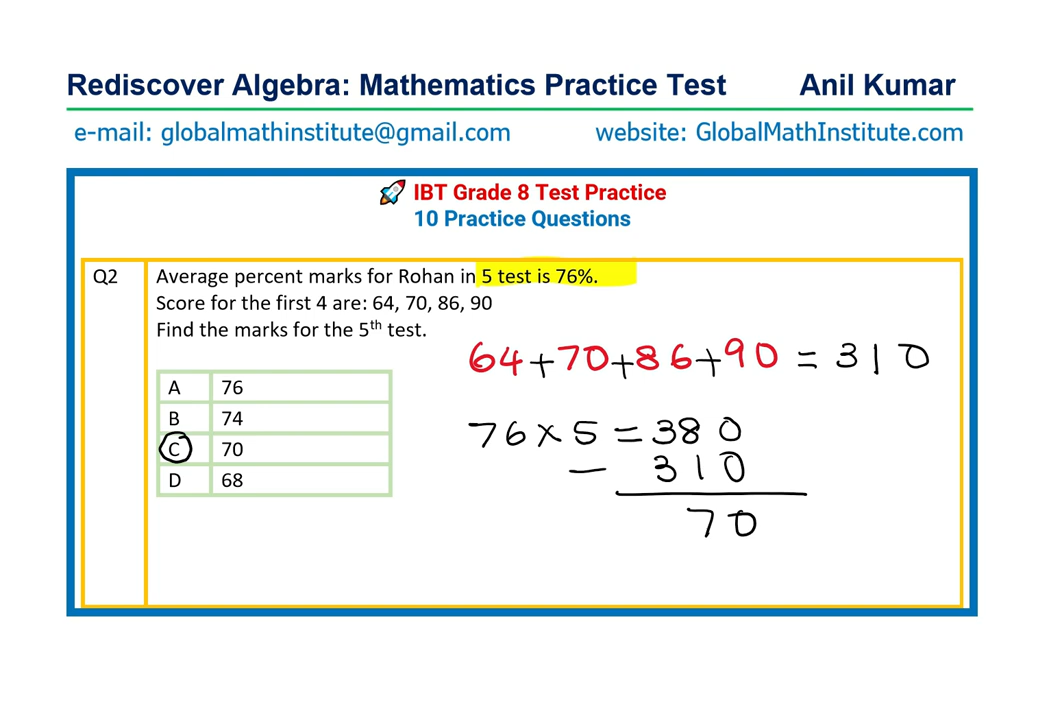 Rediscover Algebra: Mathematics Practice Test Anil Kumar
e-mail: globalmathinstitute@gmail.com website: GlobalMathInstitute.com
IBT Grade 8 Test Practice
10 Practice Questions
Q2 Average percent marks for Rohan in 5 test is 76%.
Score for the first 4 are: 64, 70, 86, 90
Find the marks for the 5th test.
64+70+86+90 = 310
A 76
B 74
C 70
D 68
76 × 5 = 380
− 310
70